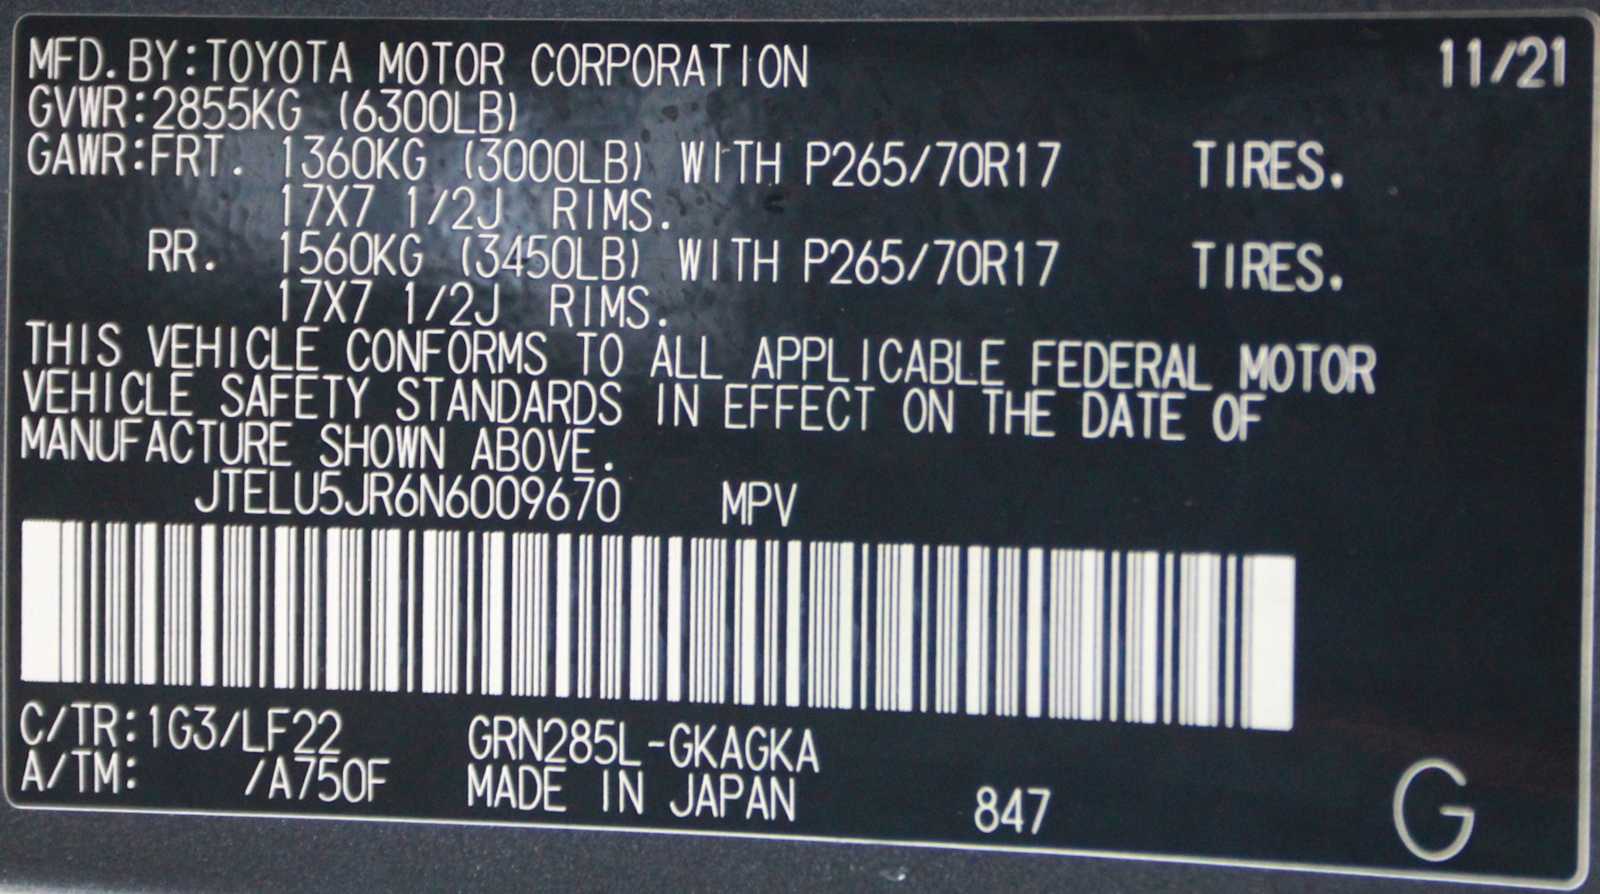 MFD.BY:TOYOTA MOTOR CORPORATION 11/21
GVWR:2855KG (6300LB)
GAWR:FRT. 1360KG (3000LB) WITH P265/70R17 TIRES.
17X7 1/2J RIMS.
RR. 1560KG (3450LB) WITH P265/70R17 TIRES.
17X7 1/2J RIMS.
THIS VEHICLE CONFORMS TO ALL APPLICABLE FEDERAL MOTOR
VEHICLE SAFETY STANDARDS IN EFFECT ON THE DATE OF
MANUFACTURE SHOWN ABOVE.
JTELU5JR6N6009670 MPV
C/TR:1G3/LF22 GRN285L-GKAGKA
A/TM: /A750F MADE IN JAPAN 847 G